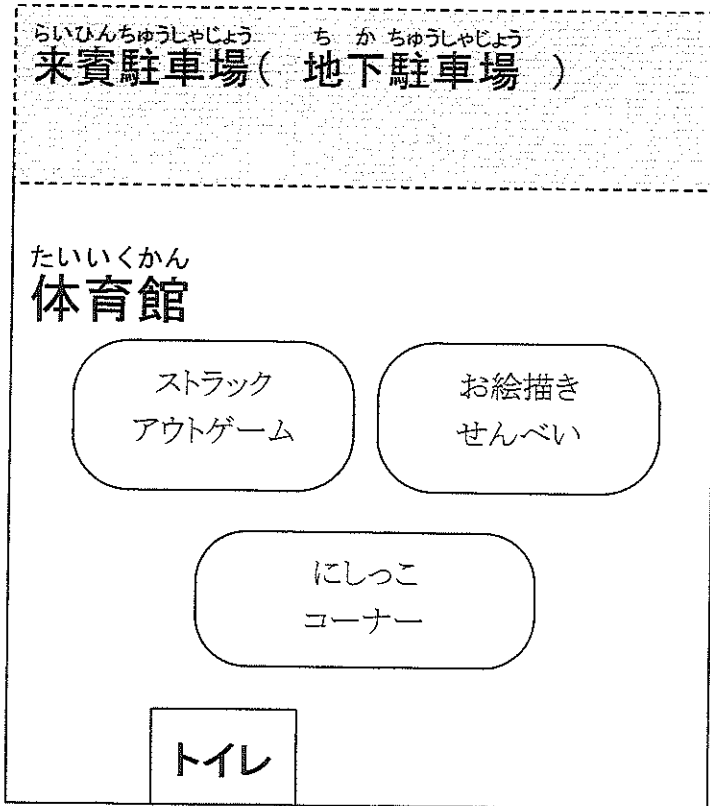 らいひんちゅうしゃじょう ち か ちゅうしゃじょう
来賓駐車場( 地下駐車場 )
たいいくかん
体育館
ストラック
アウトゲーム
お絵描き
せんべい
にしっこ
コーナー
トイレ